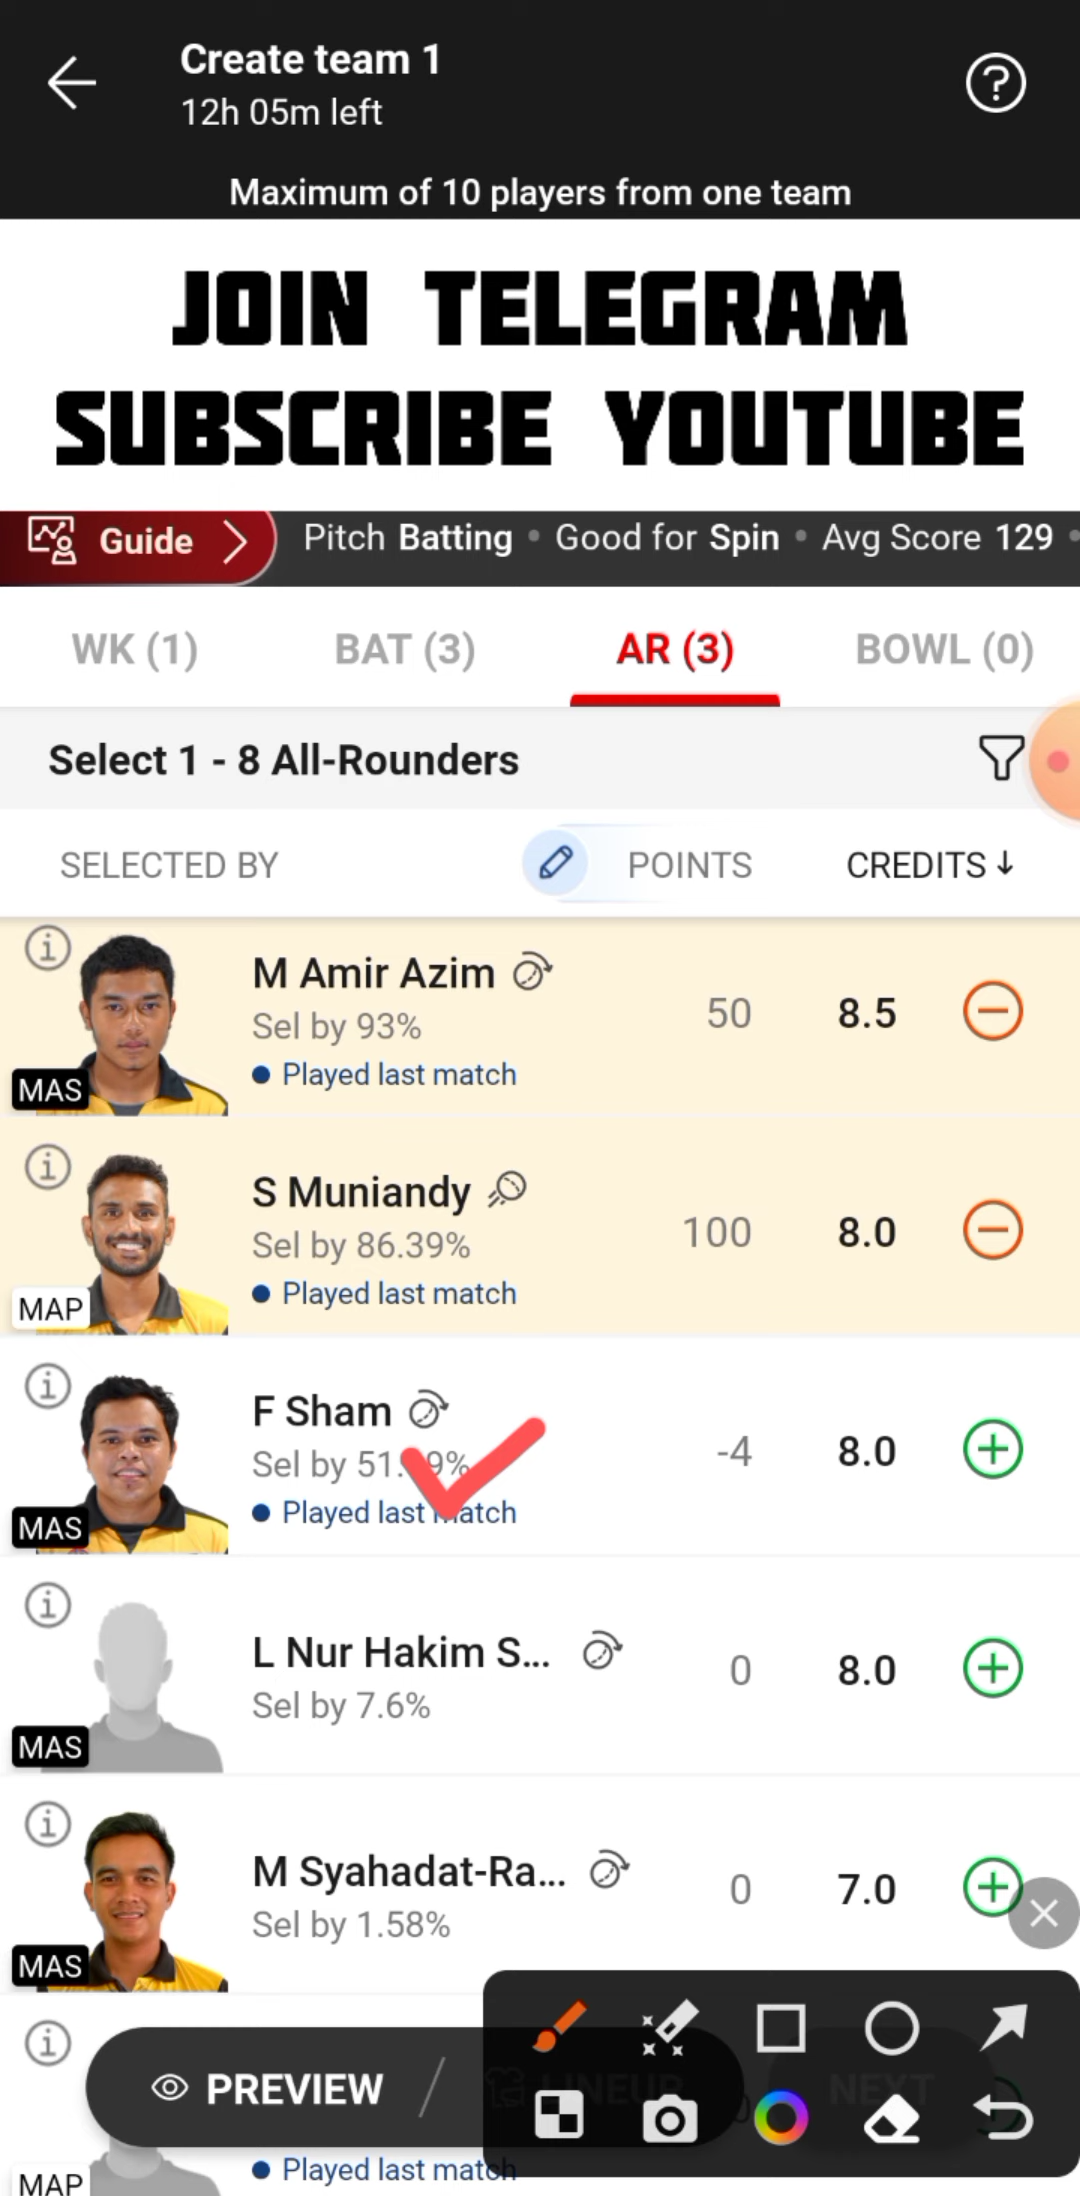 Create team 1
12h 05m left
Maximum of 10 players from one team
JOIN TELEGRAM
SUBSCRIBE YOUTUBE
Guide Pitch Batting • Good for Spin • Avg Score 129
WK (1) BAT (3) AR (3) BOWL (0)
Select 1 - 8 All-Rounders
SELECTED BY POINTS CREDITS ↓
M Amir Azim
Sel by 93% 50 8.5
Played last match
MAS
S Muniandy
Sel by 86.39% 100 8.0
Played last match
MAP
F Sham
Sel by -4 8.0
Played last match
MAS
L Nur Hakim S...
Sel by 7.6% 0 8.0
MAS
M Syahadat-Ra...
Sel by 1.58% 0 7.0
MAS
PREVIEW / LINEUP NEXT
Played last match
MAP